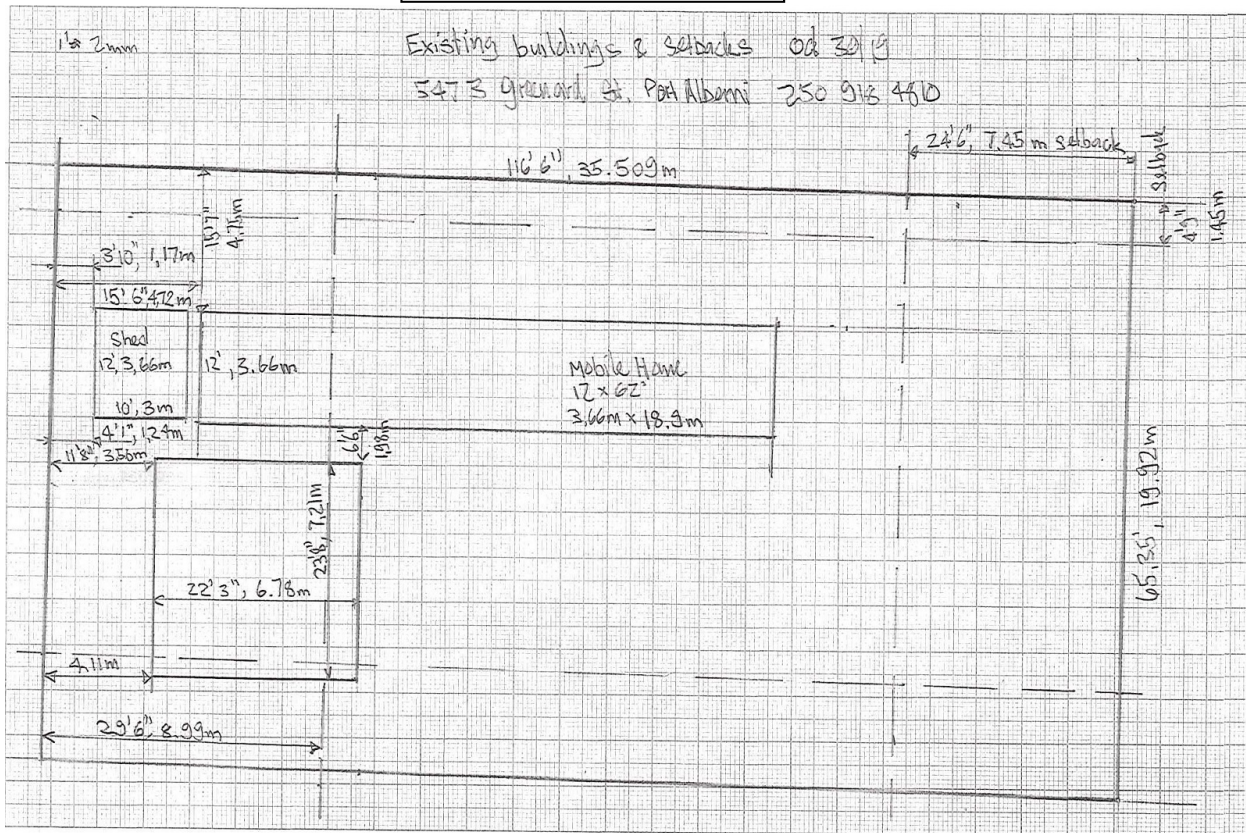 1' = 2mm
Existing buildings & setbacks
5473 St. Port Alberni 250 918 4810
24'6", 7.45 m setback
116'6", 35.509m
Setback
4'9"
1.45m
15'7"
4.75m
3'10", 1,17m
15'6", 4,72m
Shed
12', 3,66m
10', 3m
12', 3.66m
Mobile Home
12 x 62'
3,66m x 18.9m
4'1", 1,24m
11'8", 3.56m
6'6"
1,98m
23'8", 7.21m
22'3", 6.78m
65.35', 19.92m
4,11m
29'6", 8.99m